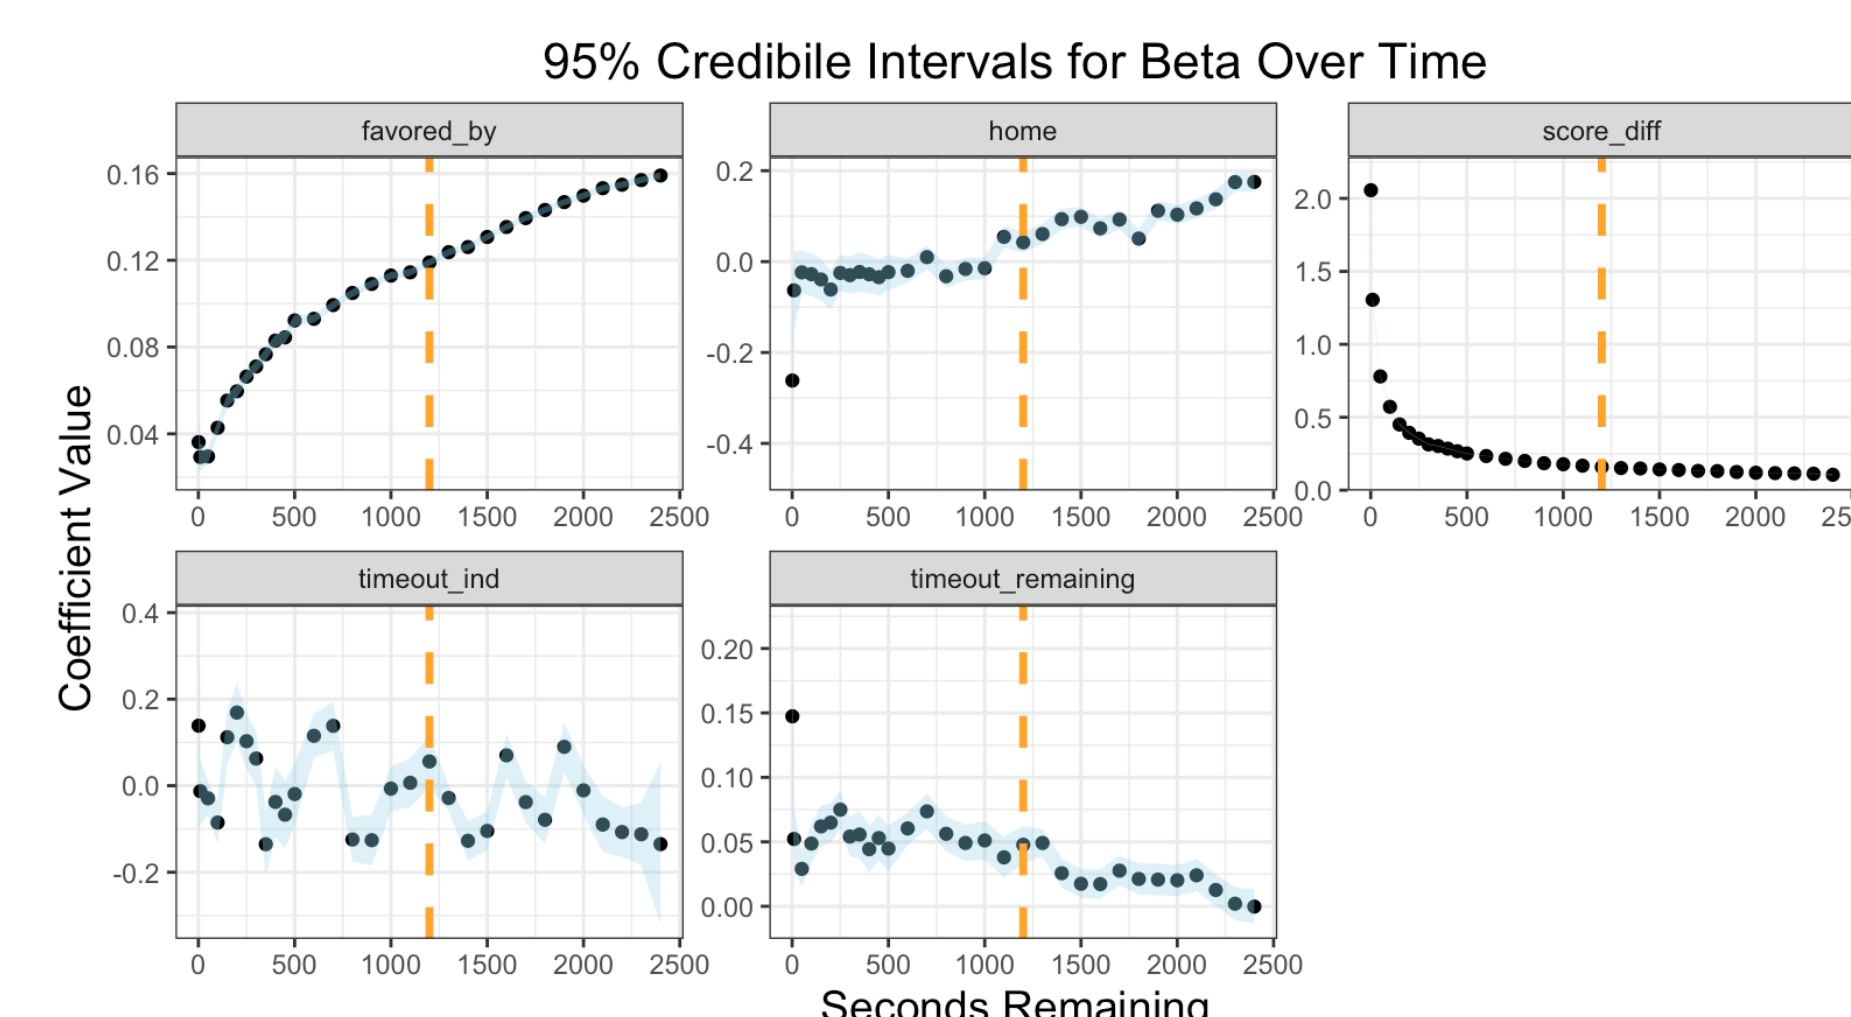 95% Credibile Intervals for Beta Over Time
favored_by
home
score_diff
0.16
0.12
0.08
0.04
0.2
0.0
-0.2
-0.4
2.0
1.5
1.0
0.5
0.0
0 500 1000 1500 2000 2500
0 500 1000 1500 2000 2500
0 500 1000 1500 2000 25
Coefficient Value
timeout_ind
timeout_remaining
0.4
0.2
0.0
-0.2
0.20
0.15
0.10
0.05
0.00
0 500 1000 1500 2000 2500
0 500 1000 1500 2000 2500
Seconds Remaining